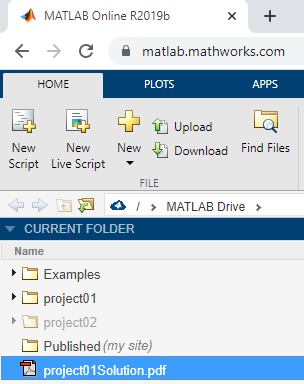 MATLAB Online R2019b
matlab.mathworks.com
HOME PLOTS APPS
New Script
New Live Script
New
Upload
Download
Find Files
FILE
/ MATLAB Drive
CURRENT FOLDER
Name
Examples
project01
project02
Published (my site)
project01Solution.pdf